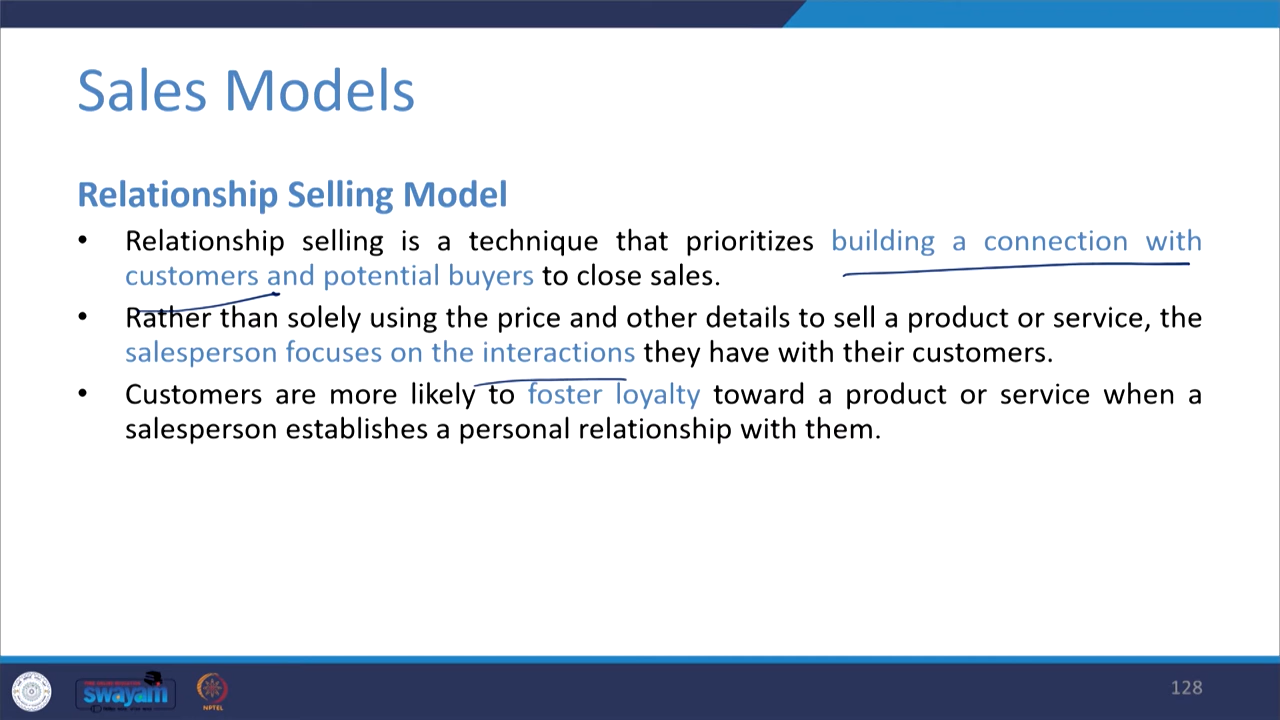 Sales Models
Relationship Selling Model
• Relationship selling is a technique that prioritizes building a connection with
customers and potential buyers to close sales.
• Rather than solely using the price and other details to sell a product or service, the
salesperson focuses on the interactions they have with their customers.
• Customers are more likely to foster loyalty toward a product or service when a
salesperson establishes a personal relationship with them.
swayam
NPTEL
128